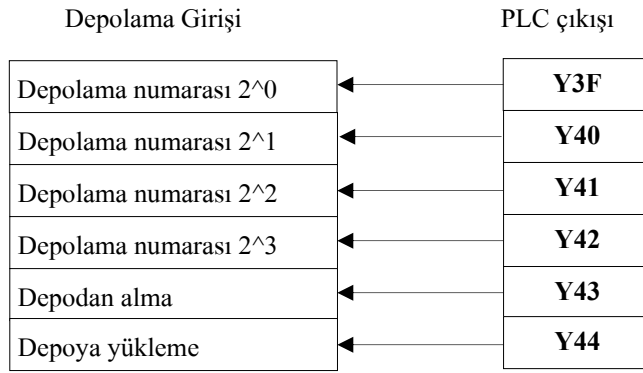 Depolama Girişi PLC çıkışı
Depolama numarası 2^0 Y3F
Depolama numarası 2^1 Y40
Depolama numarası 2^2 Y41
Depolama numarası 2^3 Y42
Depodan alma Y43
Depoya yükleme Y44